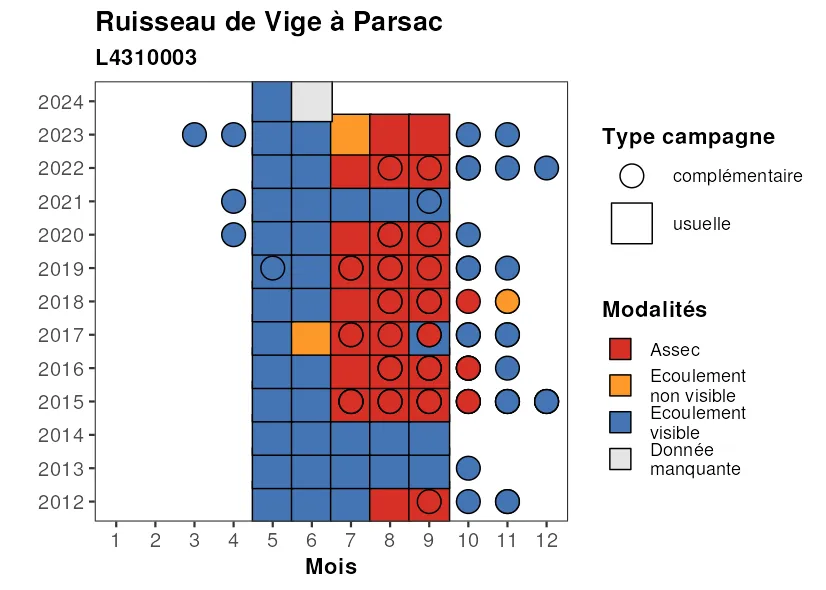 Ruisseau de Vige à Parsac
L4310003
2024
2023
2022
2021
2020
2019
2018
2017
2016
2015
2014
2013
2012
1 2 3 4 5 6 7 8 9 10 11 12
Mois
Type campagne
complémentaire
usuelle
Modalités
Assec
Ecoulement
non visible
Ecoulement
visible
Donnée
manquante